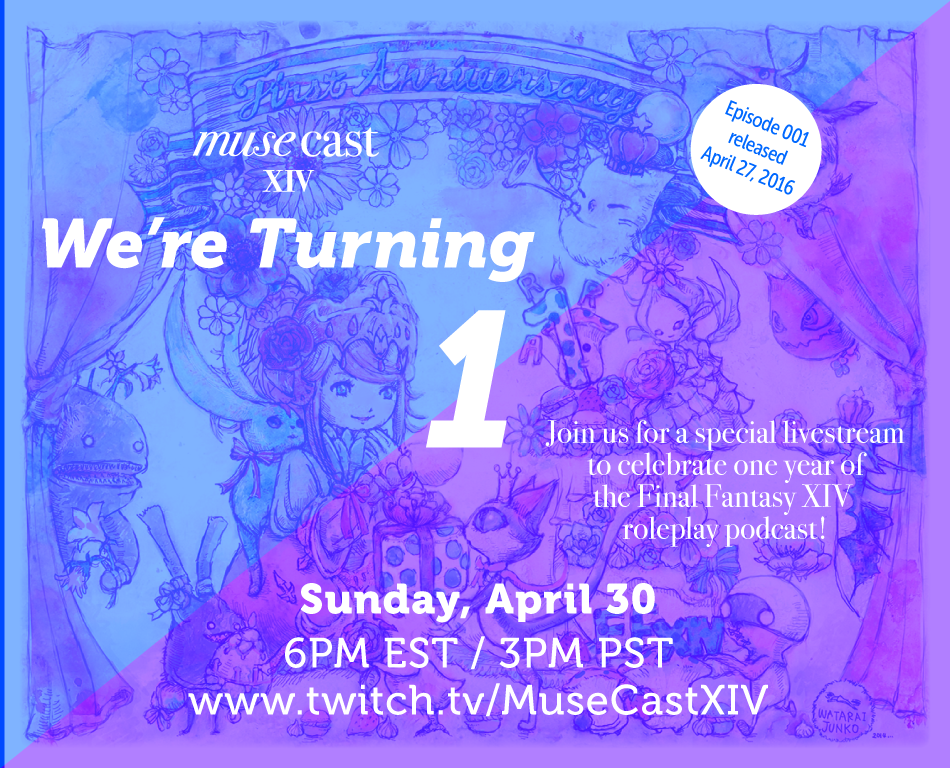 First Anniversary
muse cast
XIV
Episode 001
released
April 27, 2016
We're Turning
1
Join us for a special livestream
to celebrate one year of
the Final Fantasy XIV
roleplay podcast!
Sunday, April 30
6PM EST / 3PM PST
www.twitch.tv/MuseCastXIV
WATARAI
JUNKO